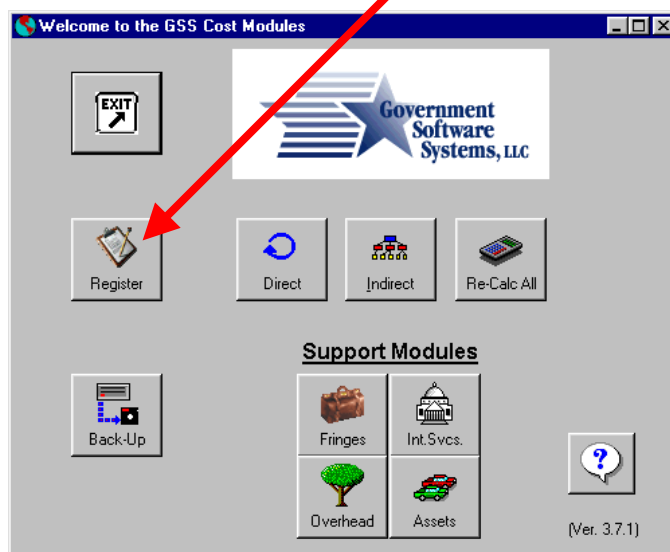 Welcome to the GSS Cost Modules
EXIT
Government
Software
Systems, LLC
Register
Direct
Indirect
Re-Calc All
Support Modules
Back-Up
Fringes
Int.Svcs.
Overhead
Assets
(Ver. 3.7.1)